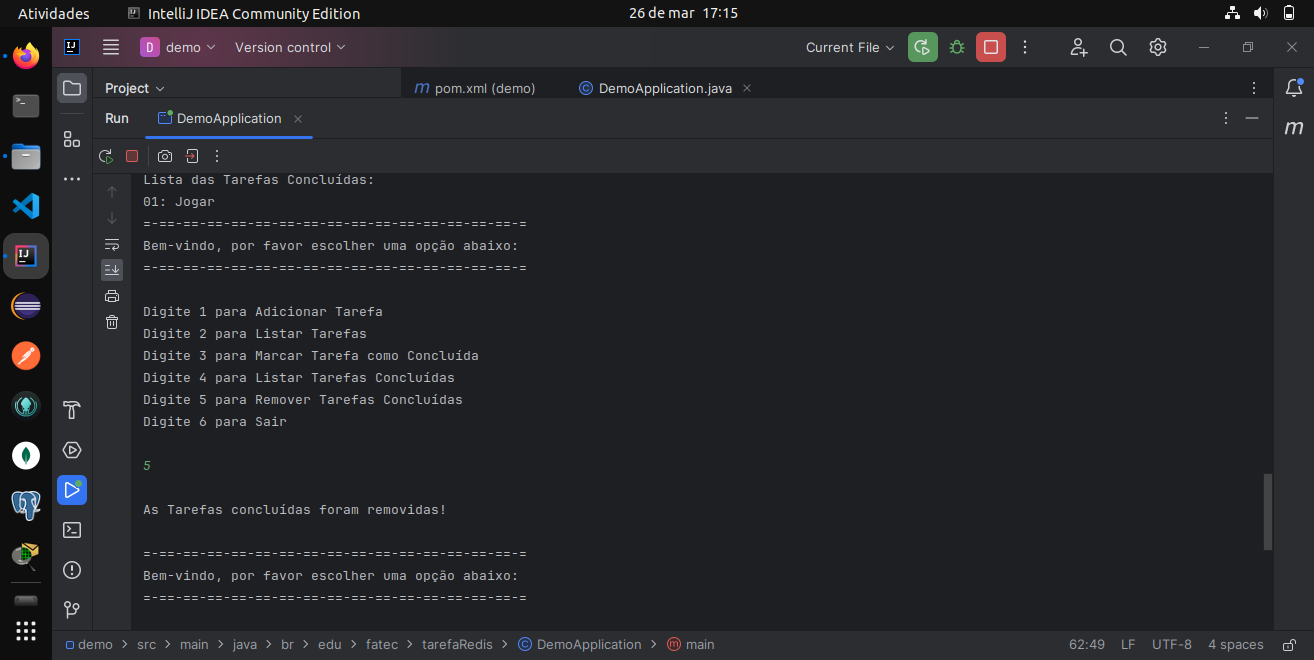 Atividades IntelliJ IDEA Community Edition 26 de mar 17:15
IJ D demo Version control Current File
Project m pom.xml (demo) C DemoApplication.java
Run DemoApplication
m
Lista das Tarefas Concluídas:
01: Jogar
=-==-==-==-==-==-==-==-==-==-==-==-==-==-==-==-=
Bem-vindo, por favor escolher uma opção abaixo:
=-==-==-==-==-==-==-==-==-==-==-==-==-==-==-==-=
Digite 1 para Adicionar Tarefa
Digite 2 para Listar Tarefas
Digite 3 para Marcar Tarefa como Concluída
Digite 4 para Listar Tarefas Concluídas
Digite 5 para Remover Tarefas Concluídas
Digite 6 para Sair
5
As Tarefas concluídas foram removidas!
=-==-==-==-==-==-==-==-==-==-==-==-==-==-==-==-=
Bem-vindo, por favor escolher uma opção abaixo:
=-==-==-==-==-==-==-==-==-==-==-==-==-==-==-==-=
demo > src > main > java > br > edu > fatec > tarefaRedis > C DemoApplication > m main 62:49 LF UTF-8 4 spaces